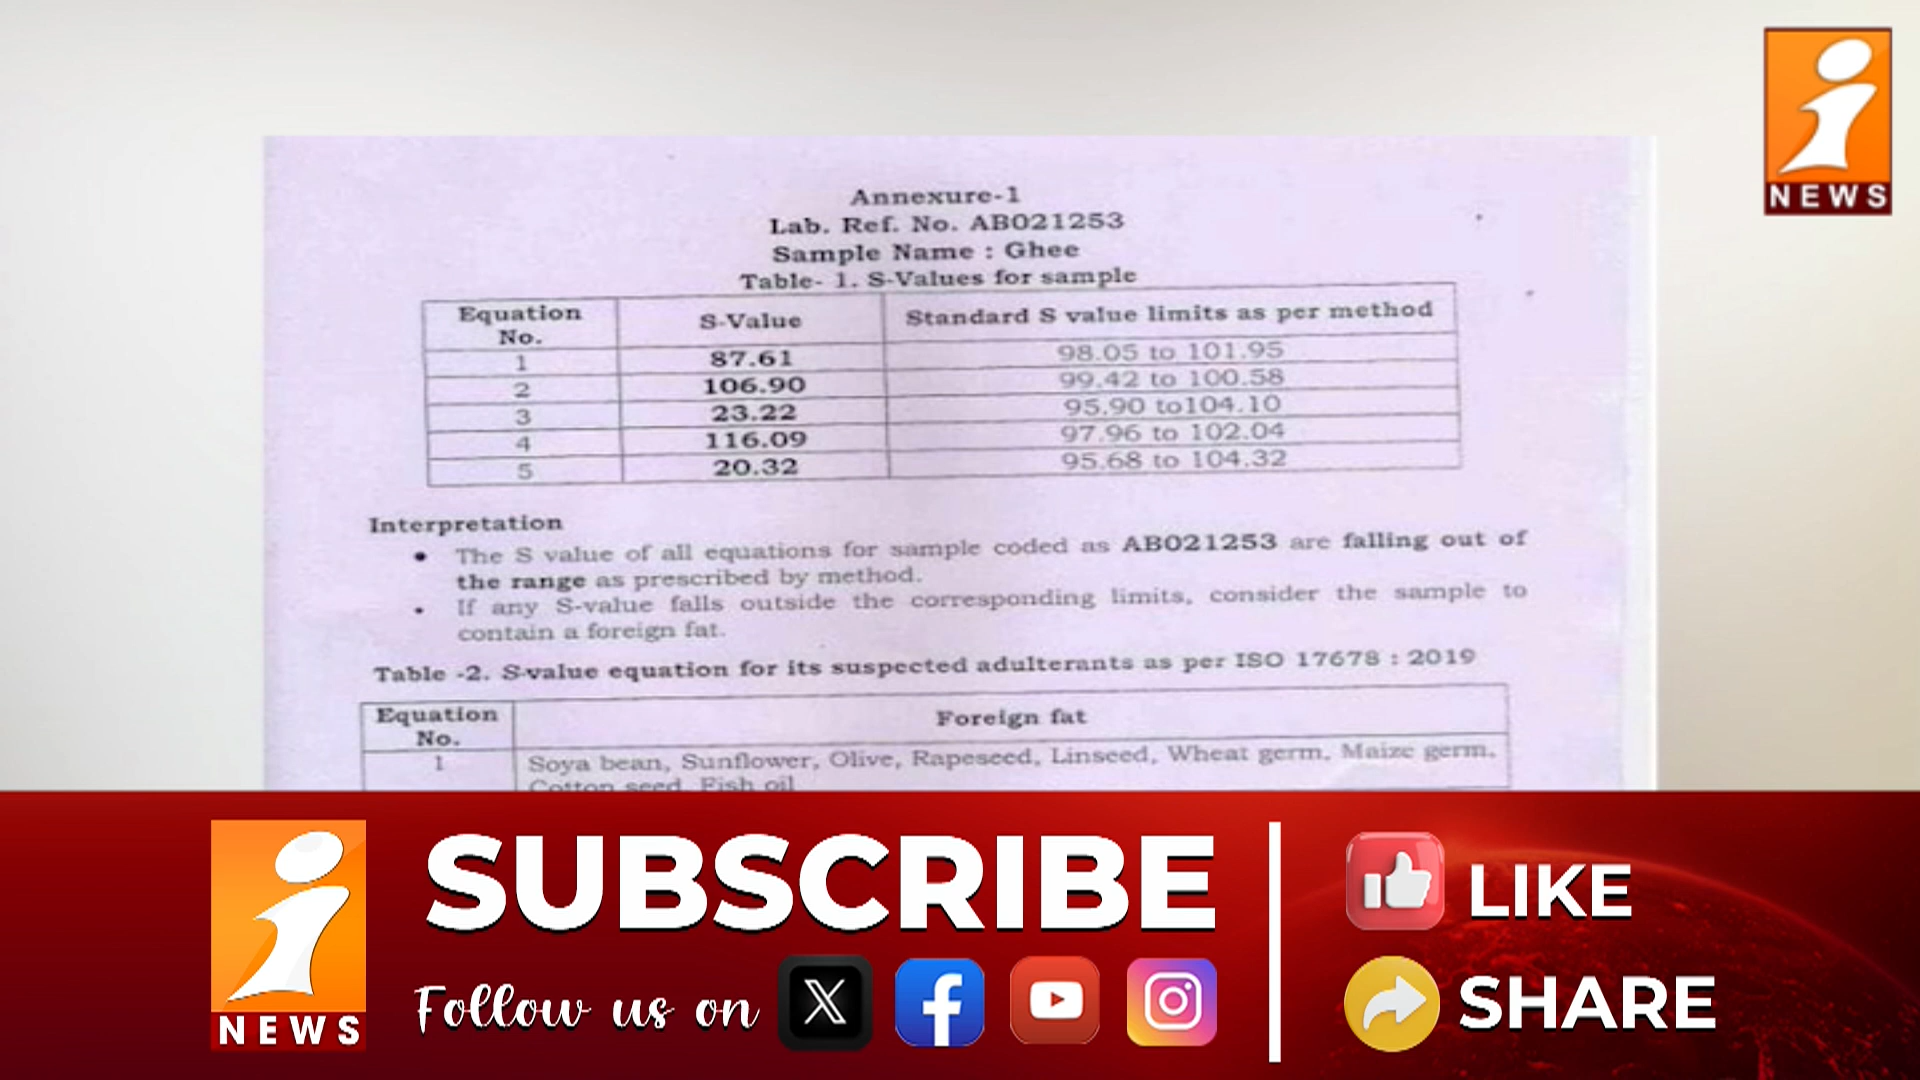 i
NEWS
Annexure-1
Lab. Ref. No. AB021253
Sample Name : Ghee
Table- 1. S-Values for sample
Equation No. S-Value Standard S value limits as per method
1 87.61 98.05 to 101.95
2 106.90 99.42 to 100.58
3 23.22 95.90 to104.10
4 116.09 97.96 to 102.04
5 20.32 95.68 to 104.32
Interpretation
• The S value of all equations for sample coded as AB021253 are falling out of
the range as prescribed by method.
• If any S-value falls outside the corresponding limits, consider the sample to
contain a foreign fat.
Table -2. S-value equation for its suspected adulterants as per ISO 17678 : 2019
Equation No. Foreign fat
1 Soya bean, Sunflower, Olive, Rapeseed, Linseed, Wheat germ, Maize germ,
Cotton seed, Fish oil
i
NEWS
SUBSCRIBE
Follow us on
LIKE
SHARE